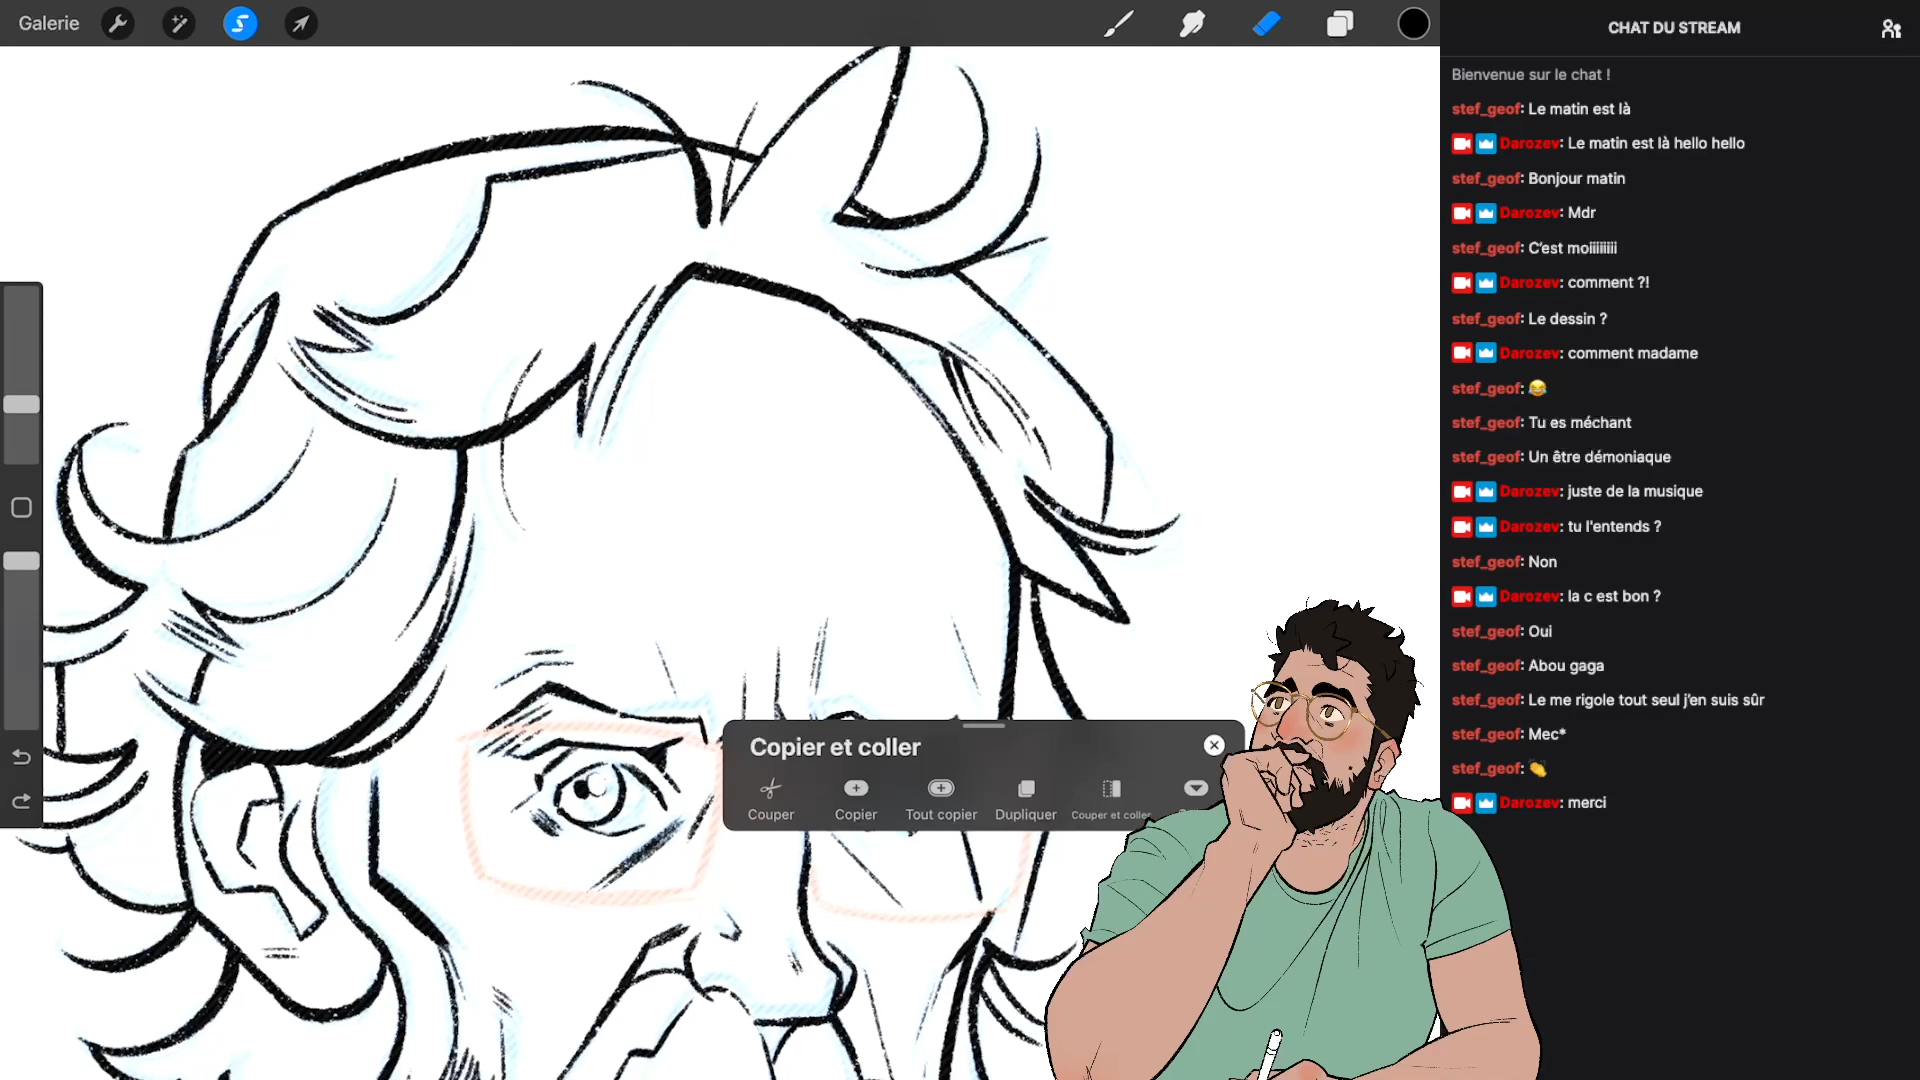 Galerie
CHAT DU STREAM
Bienvenue sur le chat !
stef_geof: Le matin est là
Darozev: Le matin est là hello hello
stef_geof: Bonjour matin
Darozev: Mdr
stef_geof: C'est moiiiiiiiii
Darozev: comment ?!
stef_geof: Le dessin ?
Darozev: comment madame
stef_geof: 😂
stef_geof: Tu es méchant
stef_geof: Un être démoniaque
Darozev: juste de la musique
Darozev: tu l'entends ?
stef_geof: Non
Darozev: la c est bon ?
stef_geof: Oui
stef_geof: Abou gaga
stef_geof: Le me rigole tout seul j'en suis sûr
stef_geof: Mec*
stef_geof: 👏
Darozev: merci
Copier et coller
Couper
Copier
Tout copier
Dupliquer
Couper et coller